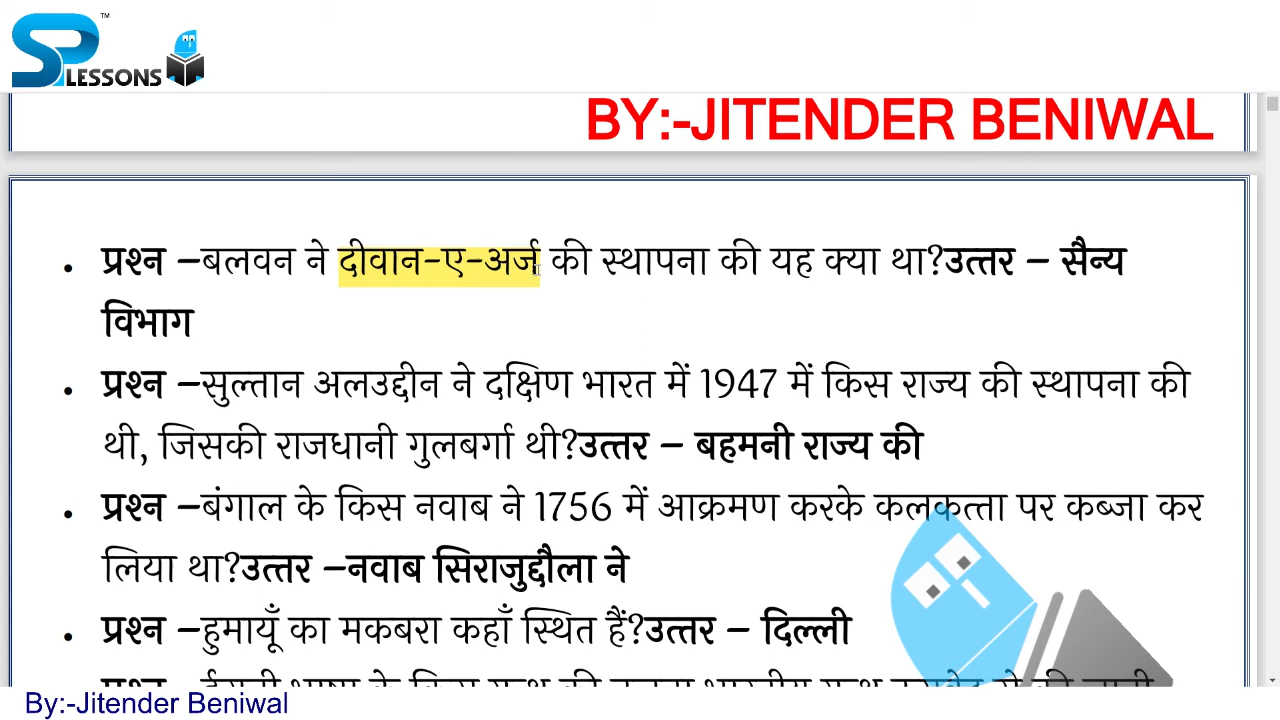 SP LESSONS ™
BY:-JITENDER BENIWAL
• प्रश्न –बलवन ने दीवान-ए-अर्ज की स्थापना की यह क्या था?उत्तर – सैन्य
विभाग
• प्रश्न –सुल्तान अलउद्दीन ने दक्षिण भारत में 1947 में किस राज्य की स्थापना की
थी, जिसकी राजधानी गुलबर्गा थी?उत्तर – बहमनी राज्य की
• प्रश्न –बंगाल के किस नवाब ने 1756 में आक्रमण करके कलकत्ता पर कब्जा कर
लिया था?उत्तर –नवाब सिराजुद्दौला ने
• प्रश्न –हुमायूँ का मकबरा कहाँ स्थित हैं?उत्तर – दिल्ली
By:-Jitender Beniwal